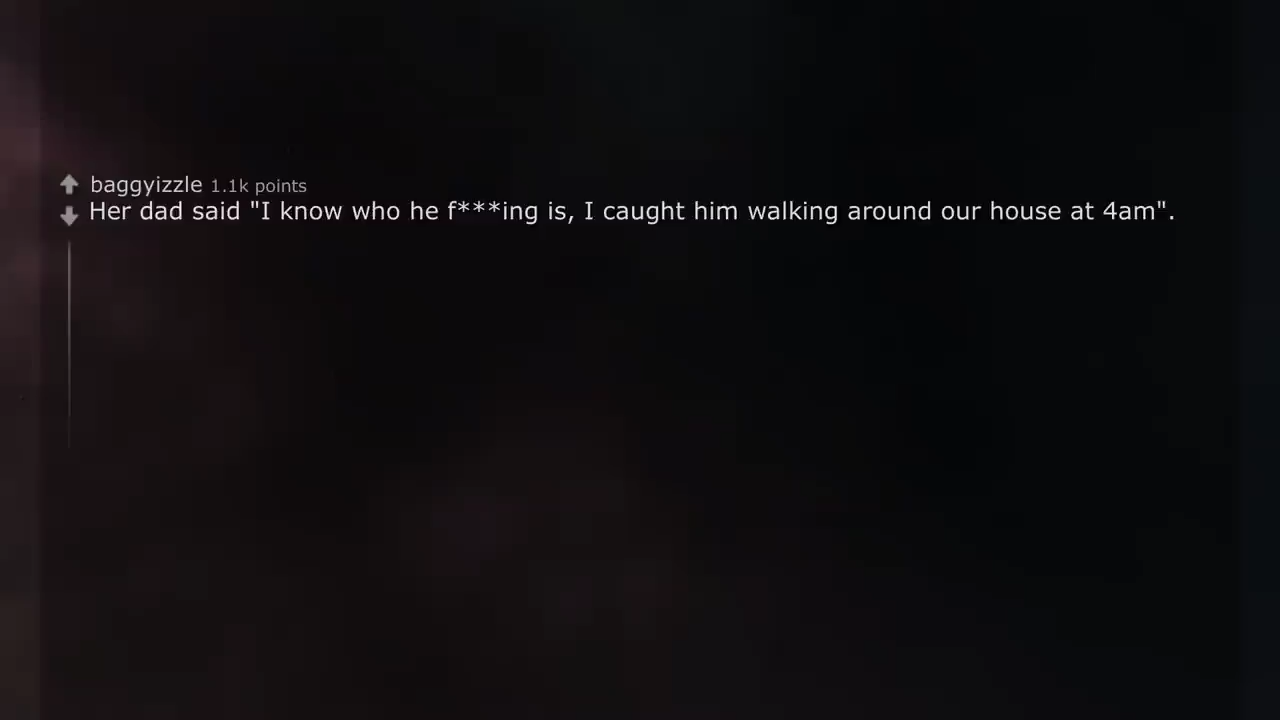 baggyizzle 1.1k points
Her dad said "I know who he f***ing is, I caught him walking around our house at 4am".